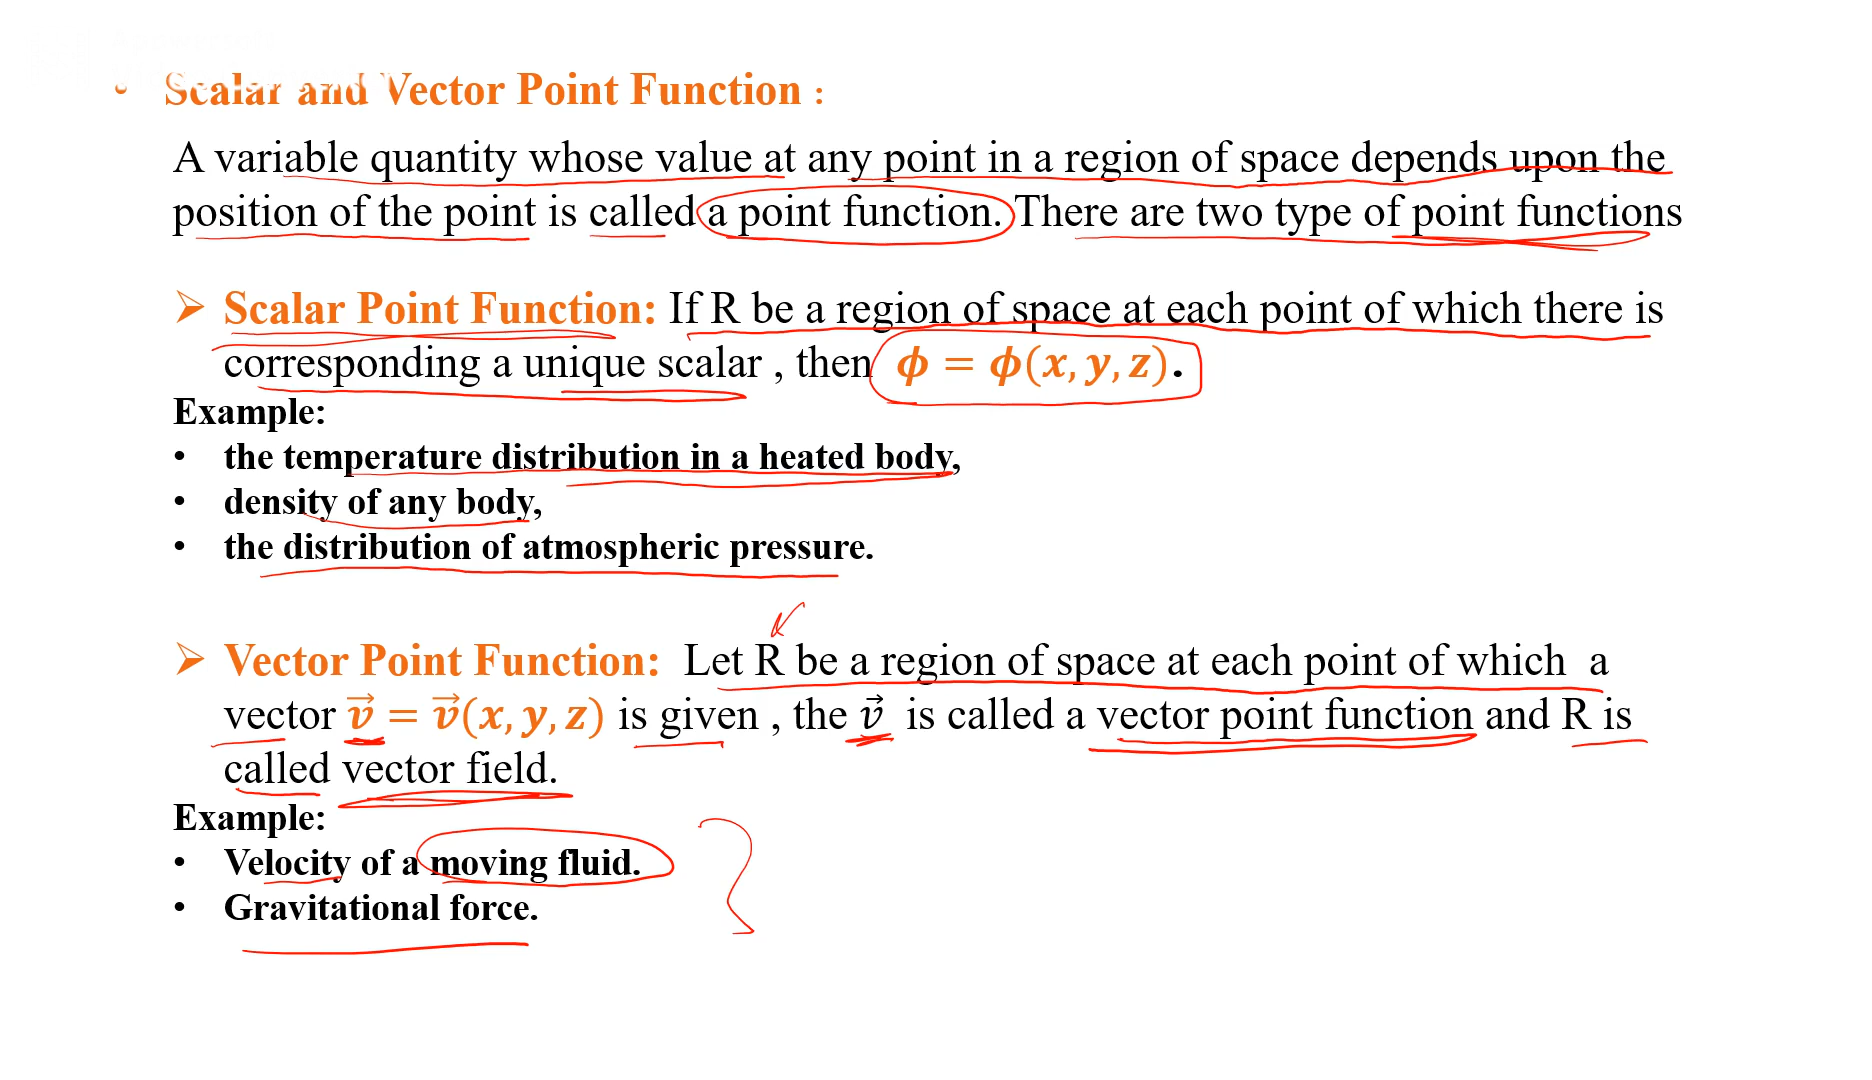 • Scalar and Vector Point Function :
A variable quantity whose value at any point in a region of space depends upon the
position of the point is called a point function. There are two type of point functions
➢ Scalar Point Function: If R be a region of space at each point of which there is
corresponding a unique scalar , then ϕ = ϕ(x, y, z).
Example:
• the temperature distribution in a heated body,
• density of any body,
• the distribution of atmospheric pressure.
➢ Vector Point Function: Let R be a region of space at each point of which a
vector v⃗ = v⃗(x, y, z) is given , the v⃗ is called a vector point function and R is
called vector field.
Example:
• Velocity of a moving fluid.
• Gravitational force.